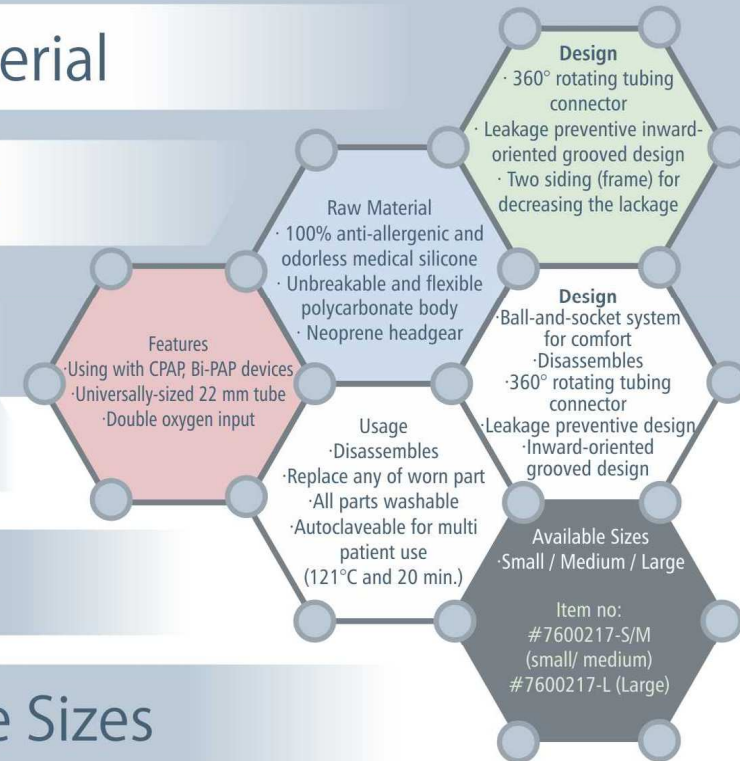 erial
Design
· 360° rotating tubing
connector
· Leakage preventive inward-
oriented grooved design
· Two siding (frame) for
decreasing the lackage
Raw Material
· 100% anti-allergenic and
odorless medical silicone
· Unbreakable and flexible
polycarbonate body
· Neoprene headgear
Design
·Ball-and-socket system
for comfort
·Disassembles
·360° rotating tubing
connector
·Leakage preventive design
·Inward-oriented
grooved design
Features
·Using with CPAP, Bi-PAP devices
·Universally-sized 22 mm tube
·Double oxygen input
Usage
·Disassembles
·Replace any of worn part
·All parts washable
·Autoclaveable for multi
patient use
(121°C and 20 min.)
Available Sizes
·Small / Medium / Large
Item no:
#7600217-S/M
(small/ medium)
#7600217-L (Large)
e Sizes